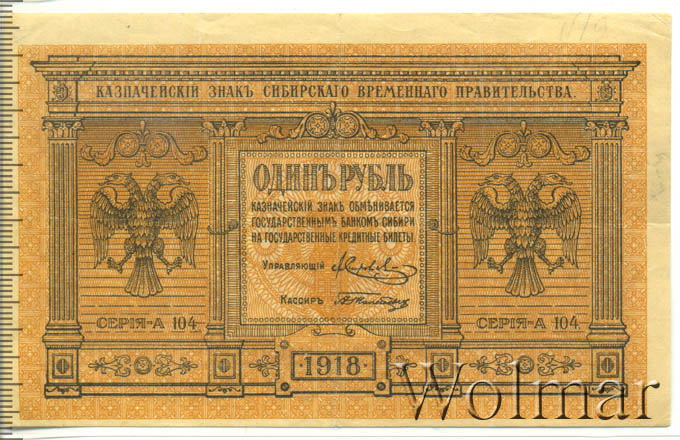 КАЗНАЧЕЙСКІЙ ЗНАКЪ СИБИРСКАГО ВРЕМЕННАГО ПРАВИТЕЛЬСТВА.
ОДИНЪ РУБЛЬ
КАЗНАЧЕЙСКІЙ ЗНАКЪ ОБМѢНИВАЕТСЯ
ГОСУДАРСТВЕННЫМЪ БАНКОМЪ СИБИРИ
НА ГОСУДАРСТВЕННЫЕ КРЕДИТНЫЕ БИЛЕТЫ.
УПРАВЛЯЮЩІЙ
КАССИРЪ
СЕРІЯ-А 104.
СЕРІЯ-А 104.
1918
Wolmar